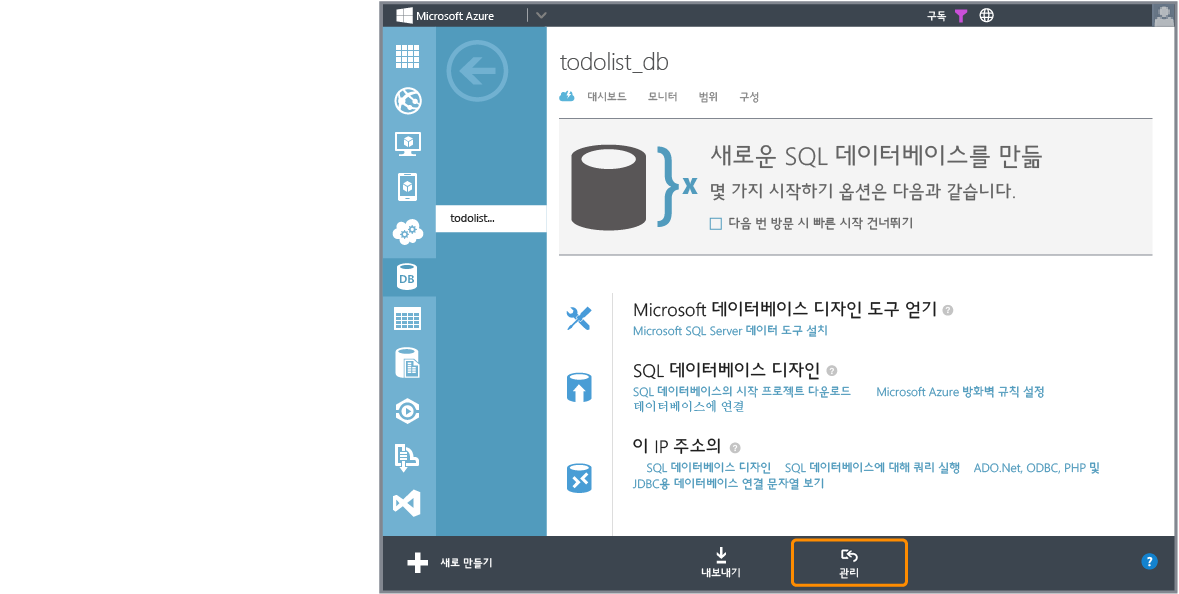 Microsoft Azure
구독
todolist_db
대시보드 모니터 범위 구성
새로운 SQL 데이터베이스를 만듦
몇 가지 시작하기 옵션은 다음과 같습니다.
다음 번 방문 시 빠른 시작 건너뛰기
} x
todolist...
DB
Microsoft 데이터베이스 디자인 도구 얻기 ?
Microsoft SQL Server 데이터 도구 설치
SQL 데이터베이스 디자인 ?
SQL 데이터베이스의 시작 프로젝트 다운로드 Microsoft Azure 방화벽 규칙 설정
데이터베이스에 연결
이 IP 주소의 ?
SQL 데이터베이스 디자인 SQL 데이터베이스에 대해 쿼리 실행 ADO.Net, ODBC, PHP 및
JDBC용 데이터베이스 연결 문자열 보기
새로 만들기
내보내기
관리
?